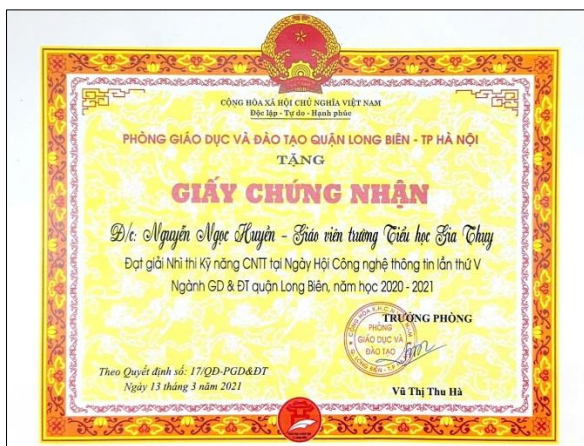 CỘNG HÒA XÃ HỘI CHỦ NGHĨA VIỆT NAM
Độc lập - Tự do - Hạnh phúc
PHÒNG GIÁO DỤC VÀ ĐÀO TẠO QUẬN LONG BIÊN - TP HÀ NỘI
TẶNG
GIẤY CHỨNG NHẬN
Đ/c: Nguyễn Ngọc Huyền - Giáo viên trường Tiểu học Gia Thụy
Đạt giải Nhì thi Kỹ năng CNTT tại Ngày Hội Công nghệ thông tin lần thứ V
Ngành GD & ĐT quận Long Biên, năm học 2020 - 2021
TRƯỞNG PHÒNG
PHÒNG
GIÁO DỤC VÀ
ĐÀO TẠO
Theo Quyết định số: 17/QĐ-PGD&ĐT
Ngày 13 tháng 3 năm 2021
Vũ Thị Thu Hà